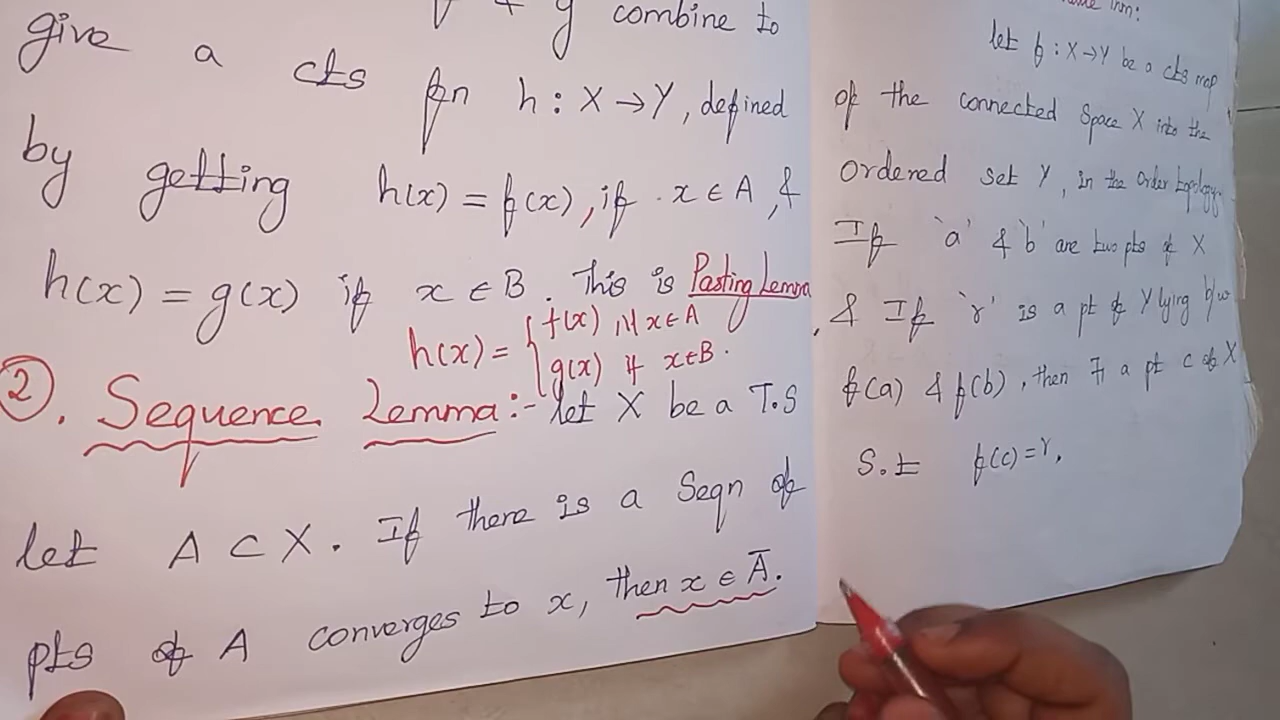 give a cts fn h : X → Y, defined
combine to
by getting h(x) = f(x), if x ∈ A, &
h(x) = g(x) if x ∈ B. This is Pasting Lemma
h(x) = { f(x) if x ∈ A
g(x) if x ∈ B.
②. Sequence Lemma :- let X be a T.S
let A ⊂ X. If there is a Seqn of
pts of A converges to x, then x ∈ A̅.
let f : X → Y be a cts map
of the connected Space X into the
Ordered set Y, in the Order topology.
If 'a' & 'b' are two pts of X
, & If 'r' is a pt of Y lying b/w
f(a) & f(b), then ∃ a pt c of X
S.t f(c) = r.